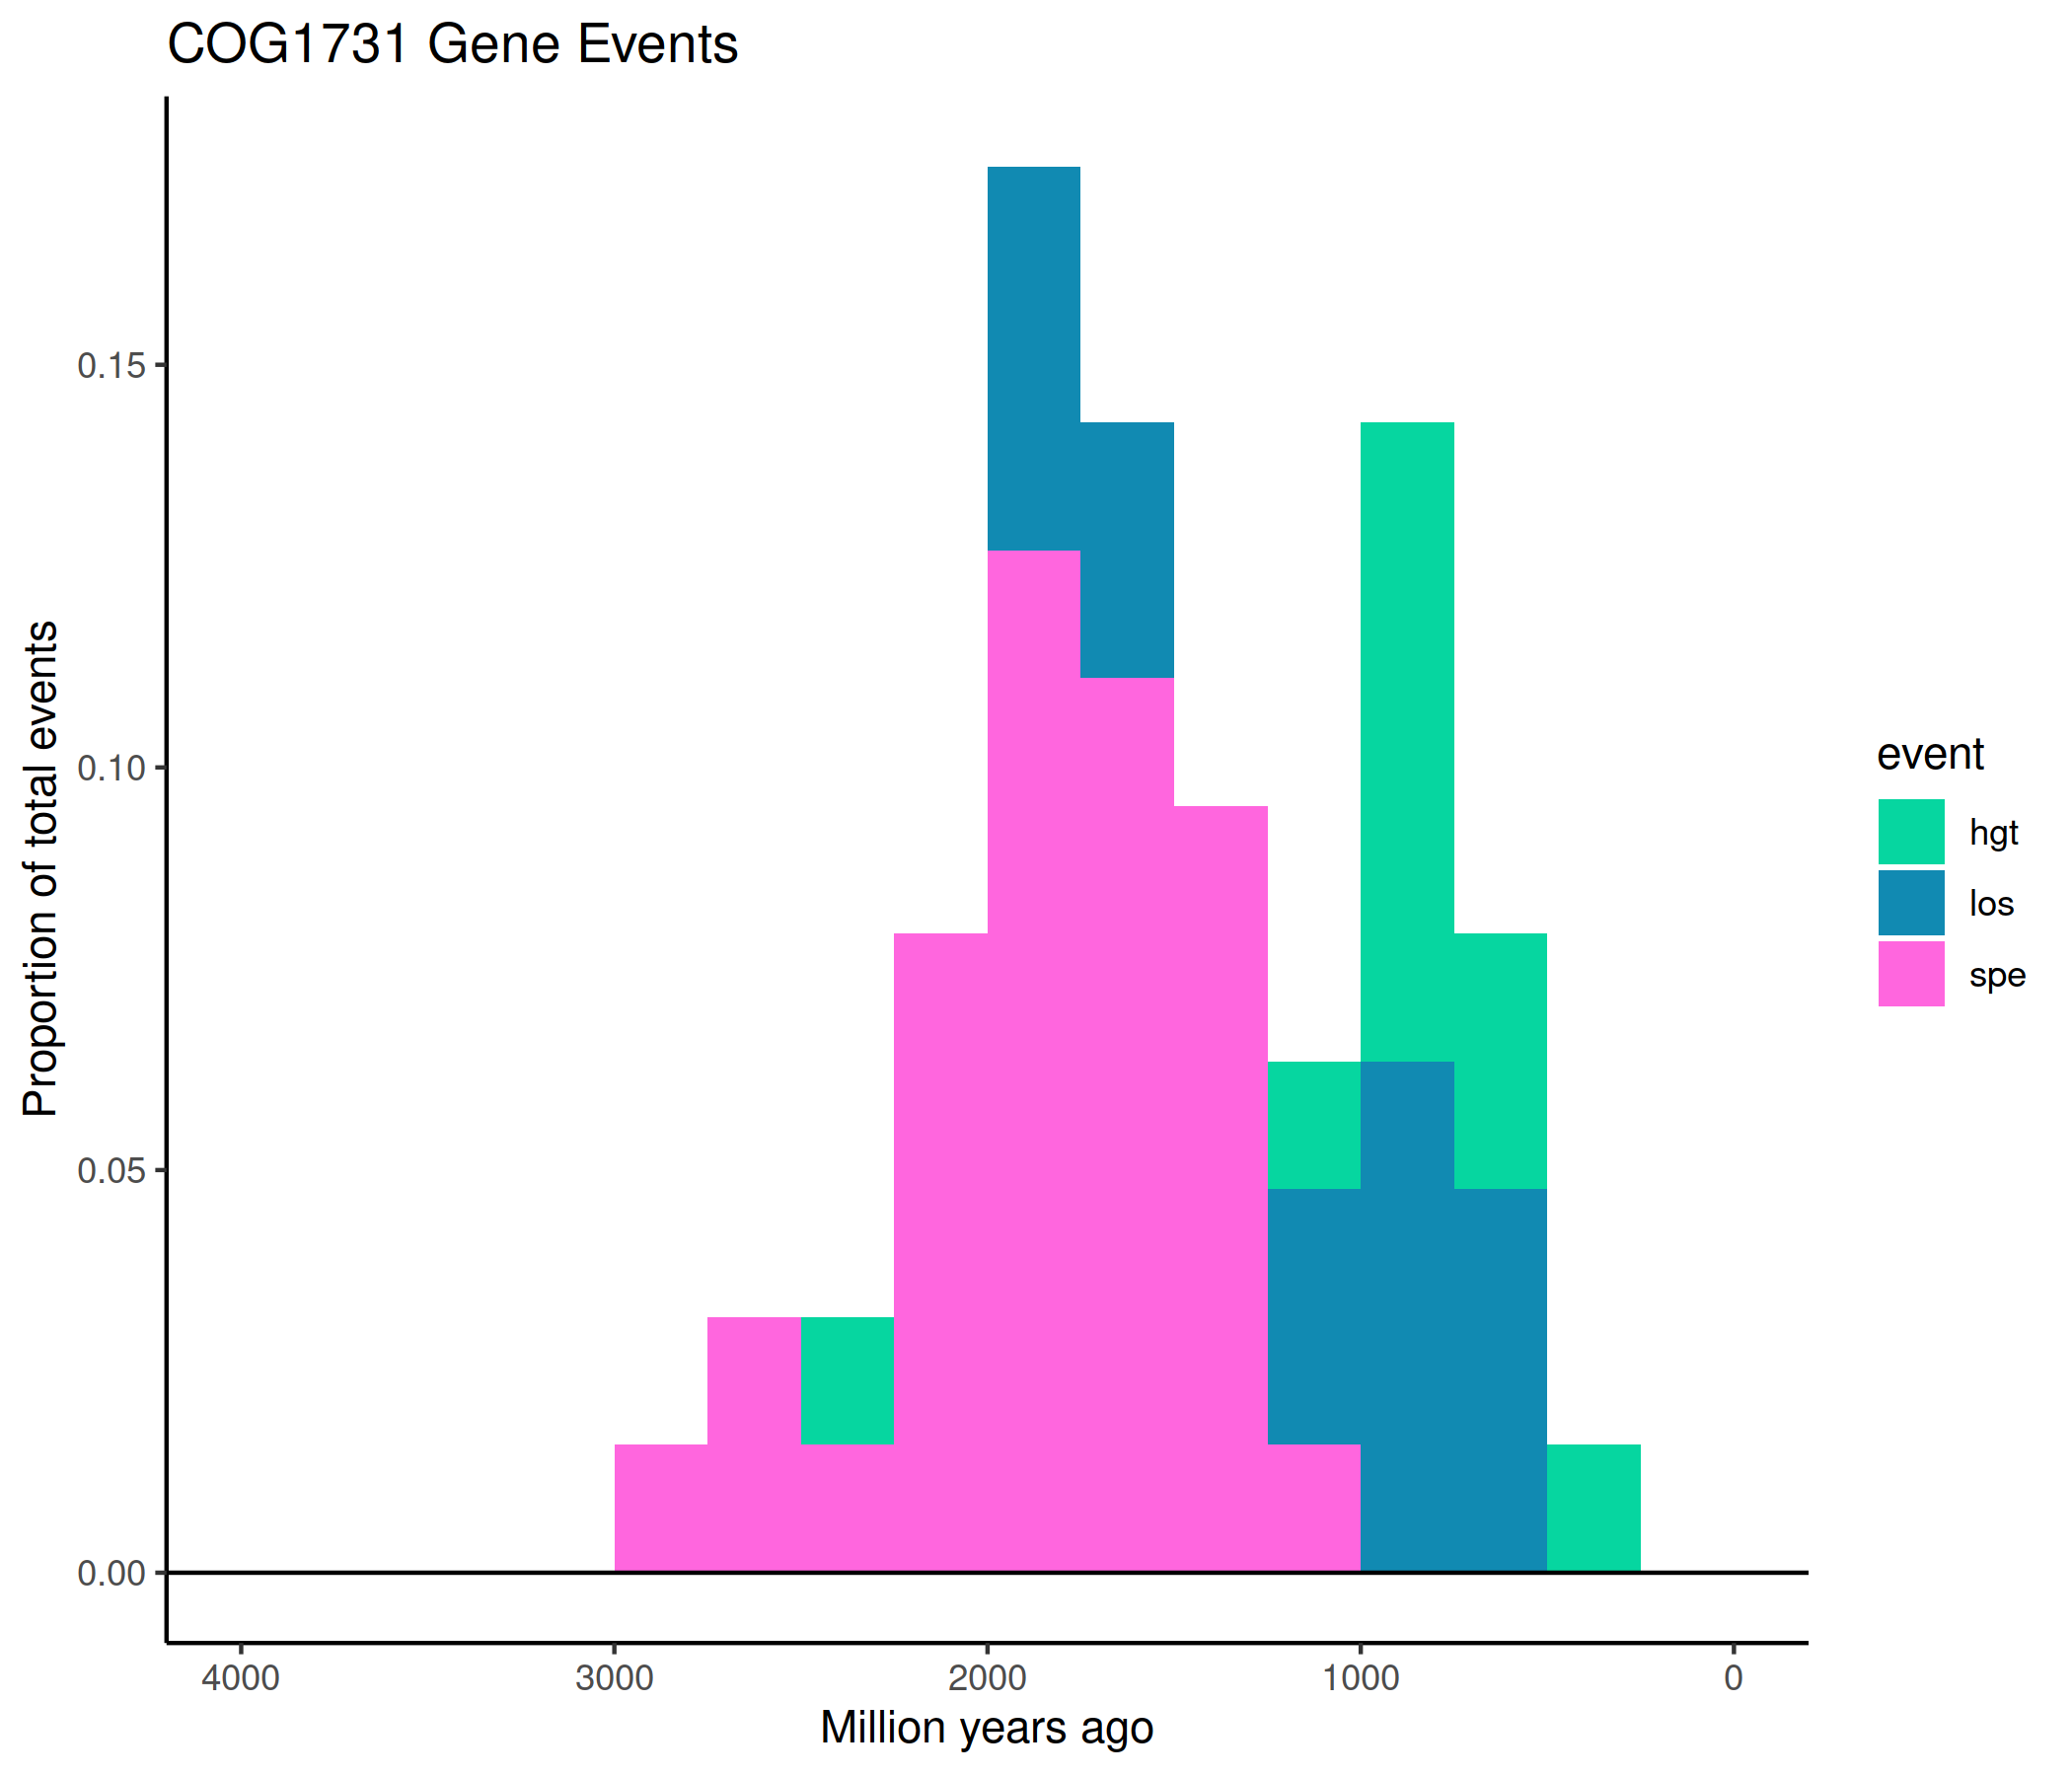 COG1731 Gene Events
Proportion of total events
0.15
0.10
0.05
0.00
4000 3000 2000 1000 0
Million years ago
event
hgt
los
spe